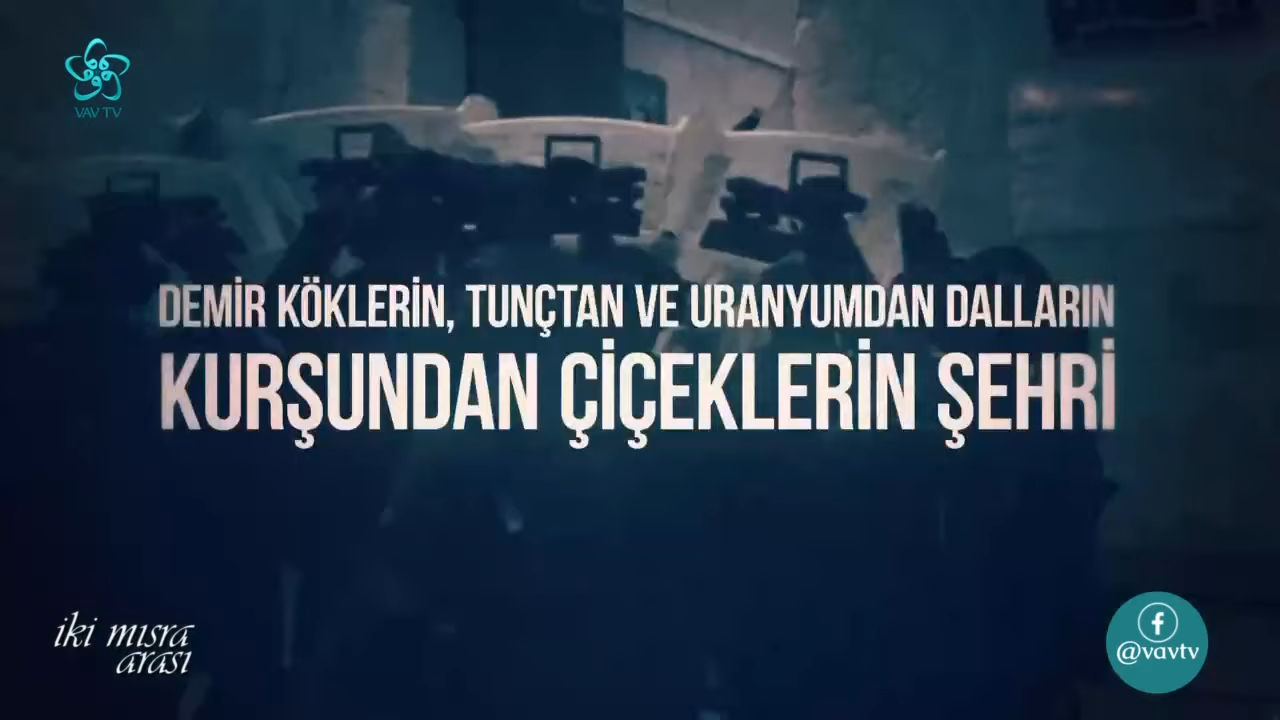 VAV TV
DEMİR KÖKLERİN, TUNÇTAN VE URANYUMDAN DALLARIN
KURŞUNDAN ÇİÇEKLERİN ŞEHRİ
iki mısra
arası
@vavtv